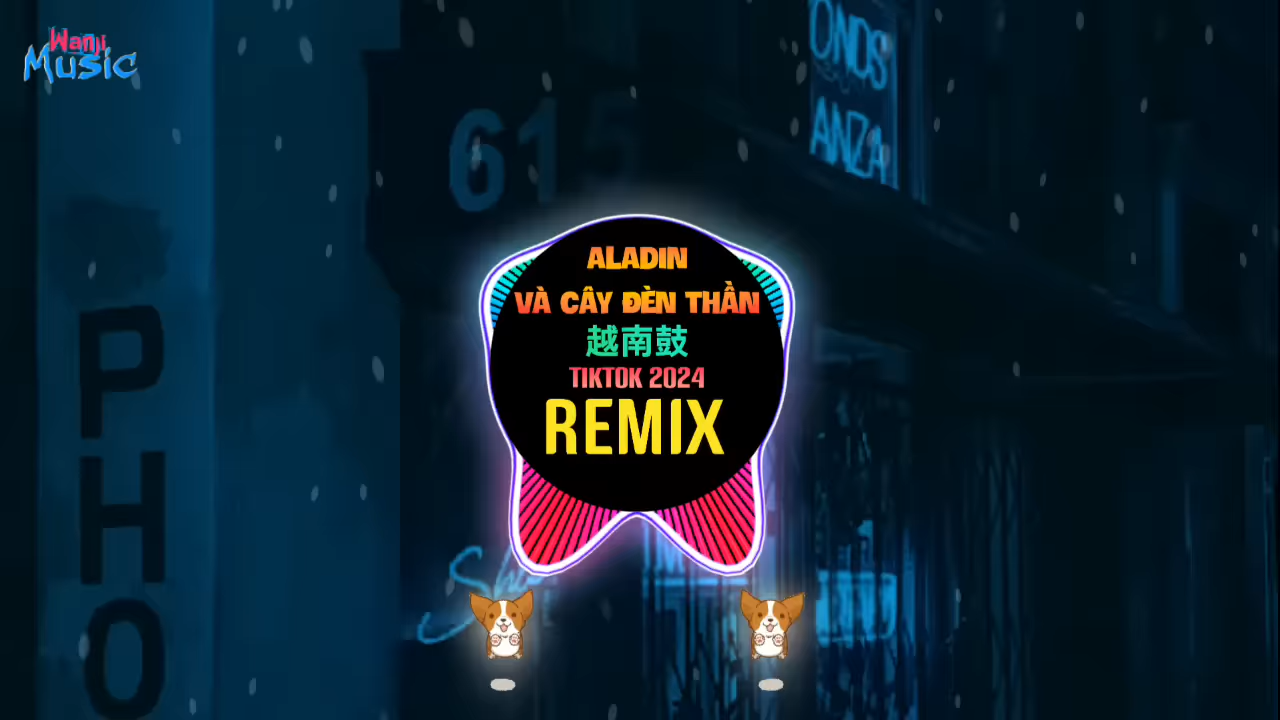 Wanji
Music
ONDS
ANZA
615
ALADIN
VÀ CÂY ĐÈN THẦN
越南鼓
TIKTOK 2024
REMIX
PHO